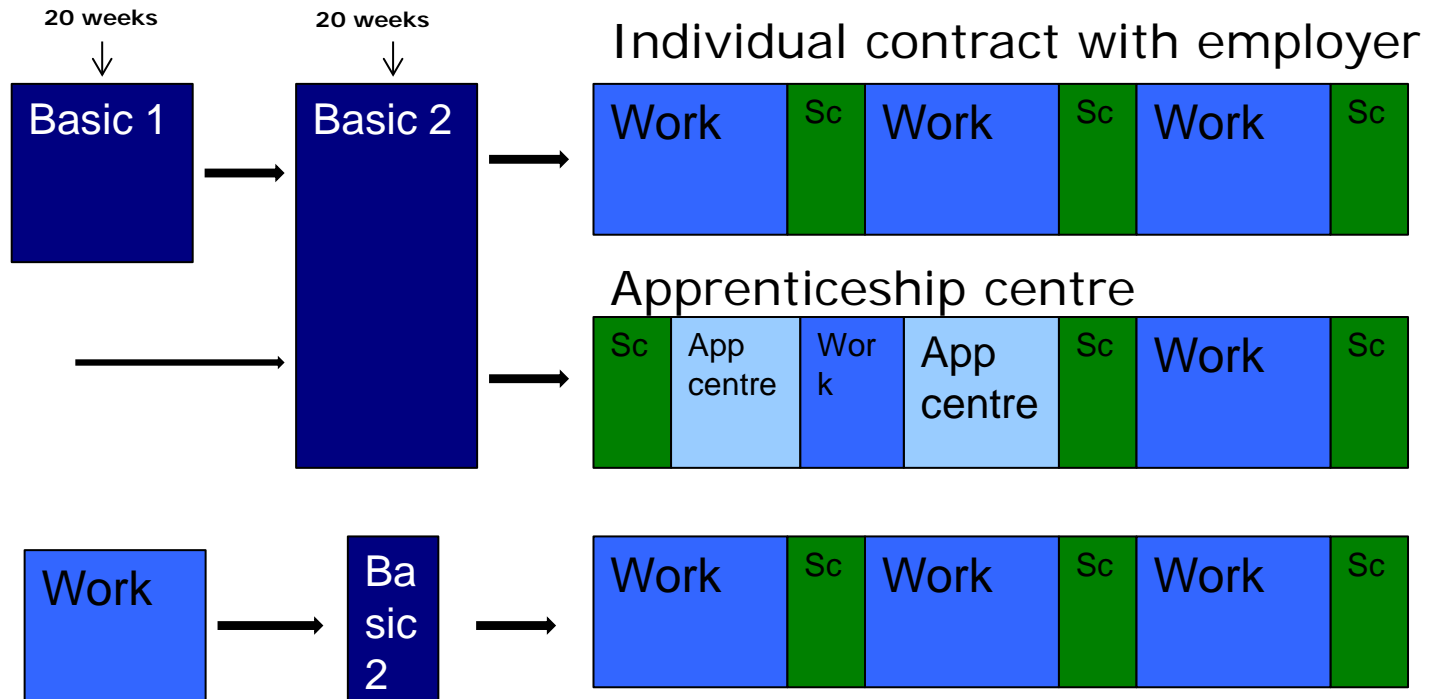 20 weeks
20 weeks
Individual contract with employer
Basic 1
Basic 2
Work
Sc
Work
Sc
Work
Sc
Apprenticeship centre
Sc
App
centre
Wor
k
App
centre
Sc
Work
Sc
Work
Ba
sic
2
Work
Sc
Work
Sc
Work
Sc